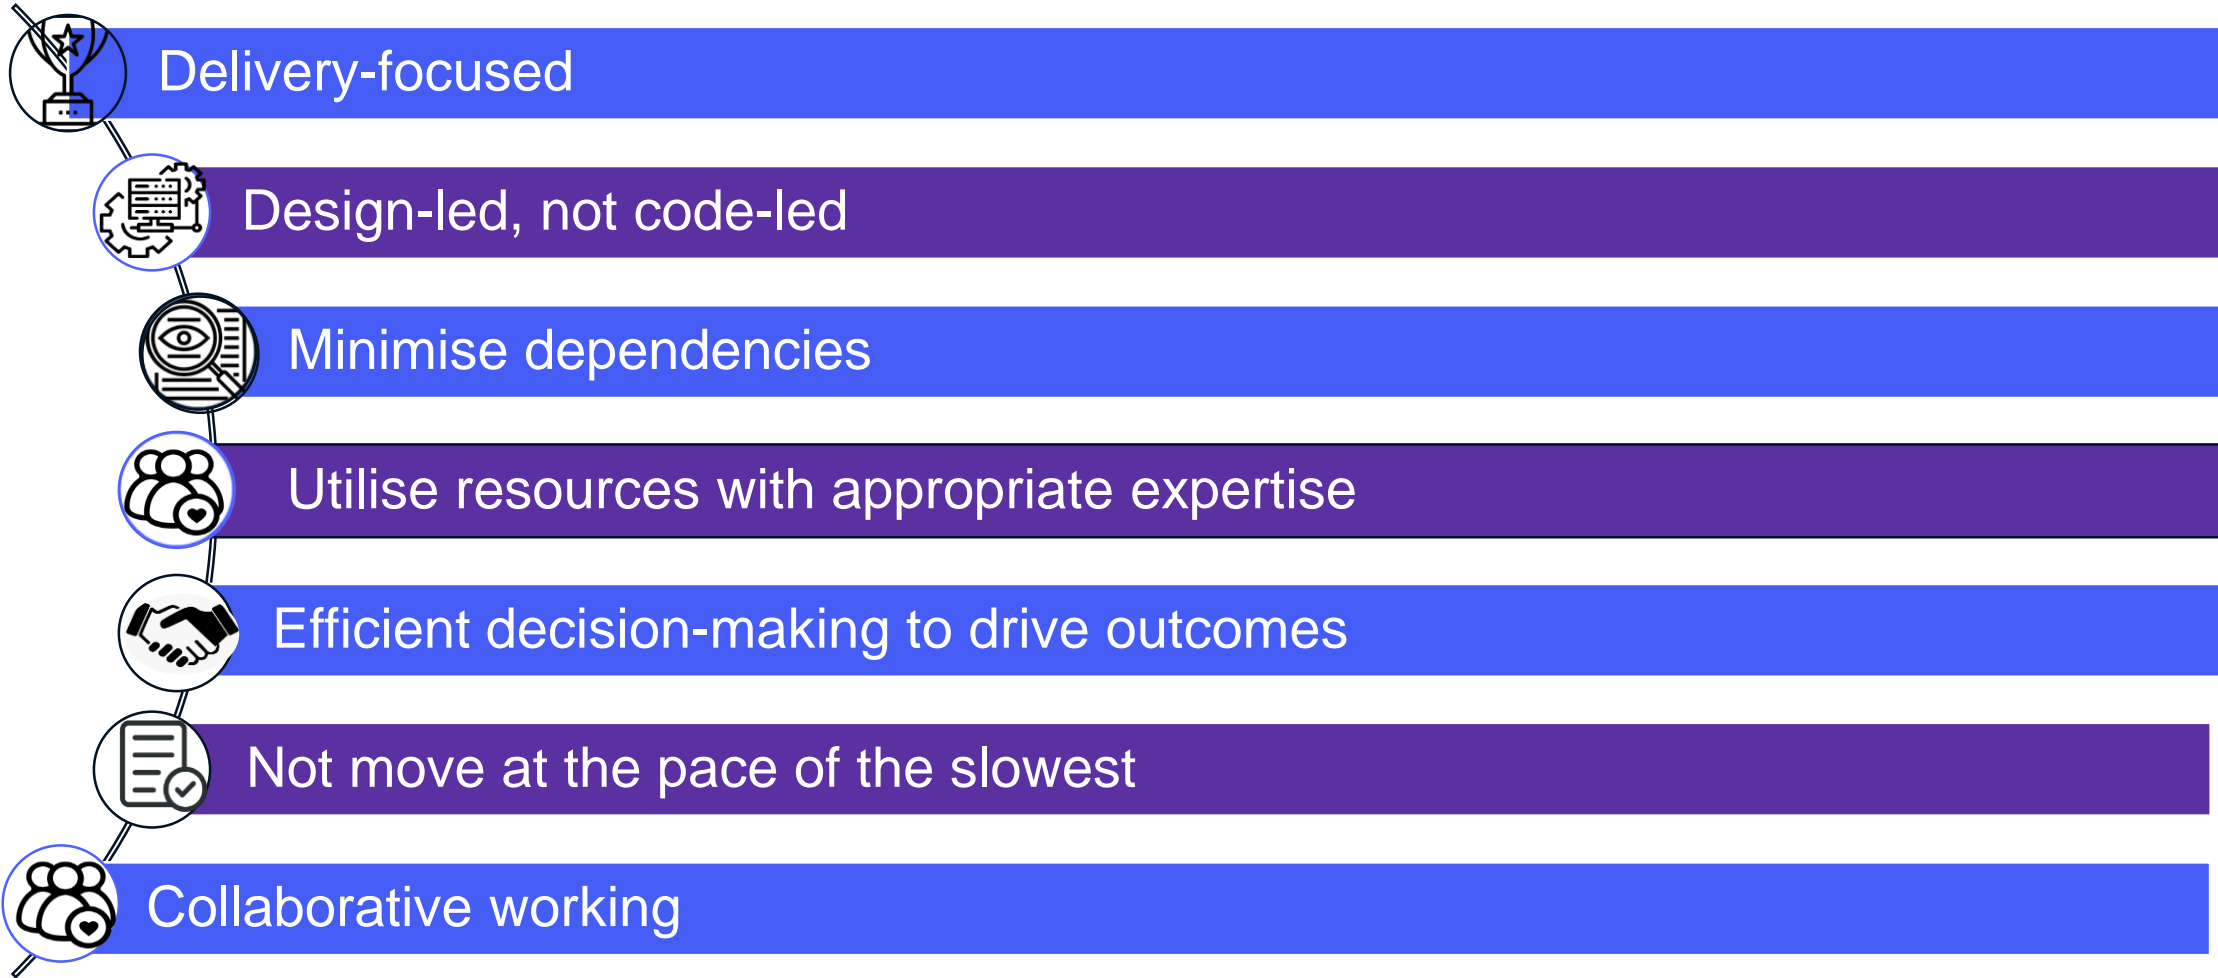 Delivery-focused
Design-led, not code-led
Minimise dependencies
Utilise resources with appropriate expertise
Efficient decision-making to drive outcomes
Not move at the pace of the slowest
Collaborative working